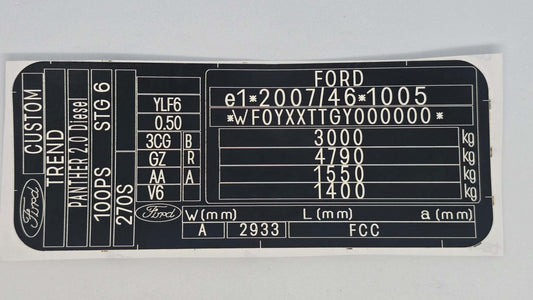 FORD
e1*2007/46*1005
*WF0YXXTTGY000000*
3000 kg
4790 kg
1550 kg
1400 kg
YLF6
0.50
3CG B
GZ R
AA A
V6
Ford
W(mm) L(mm) a(mm)
A 2933 FCC
Ford
CUSTOM
TREND
PANTHER 2.0 Diesel
100PS STG 6
270S